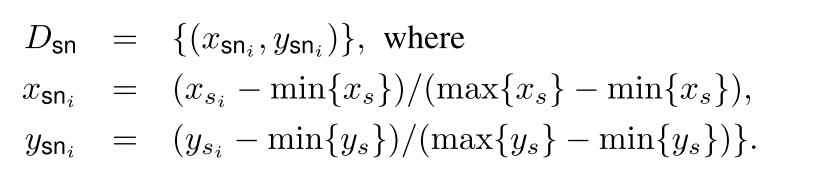 D_sn = {(x_sn_i, y_sn_i)}, where
x_sn_i = (x_s_i − min{x_s})/(max{x_s} − min{x_s}),
y_sn_i = (y_s_i − min{y_s})/(max{y_s} − min{y_s})}.